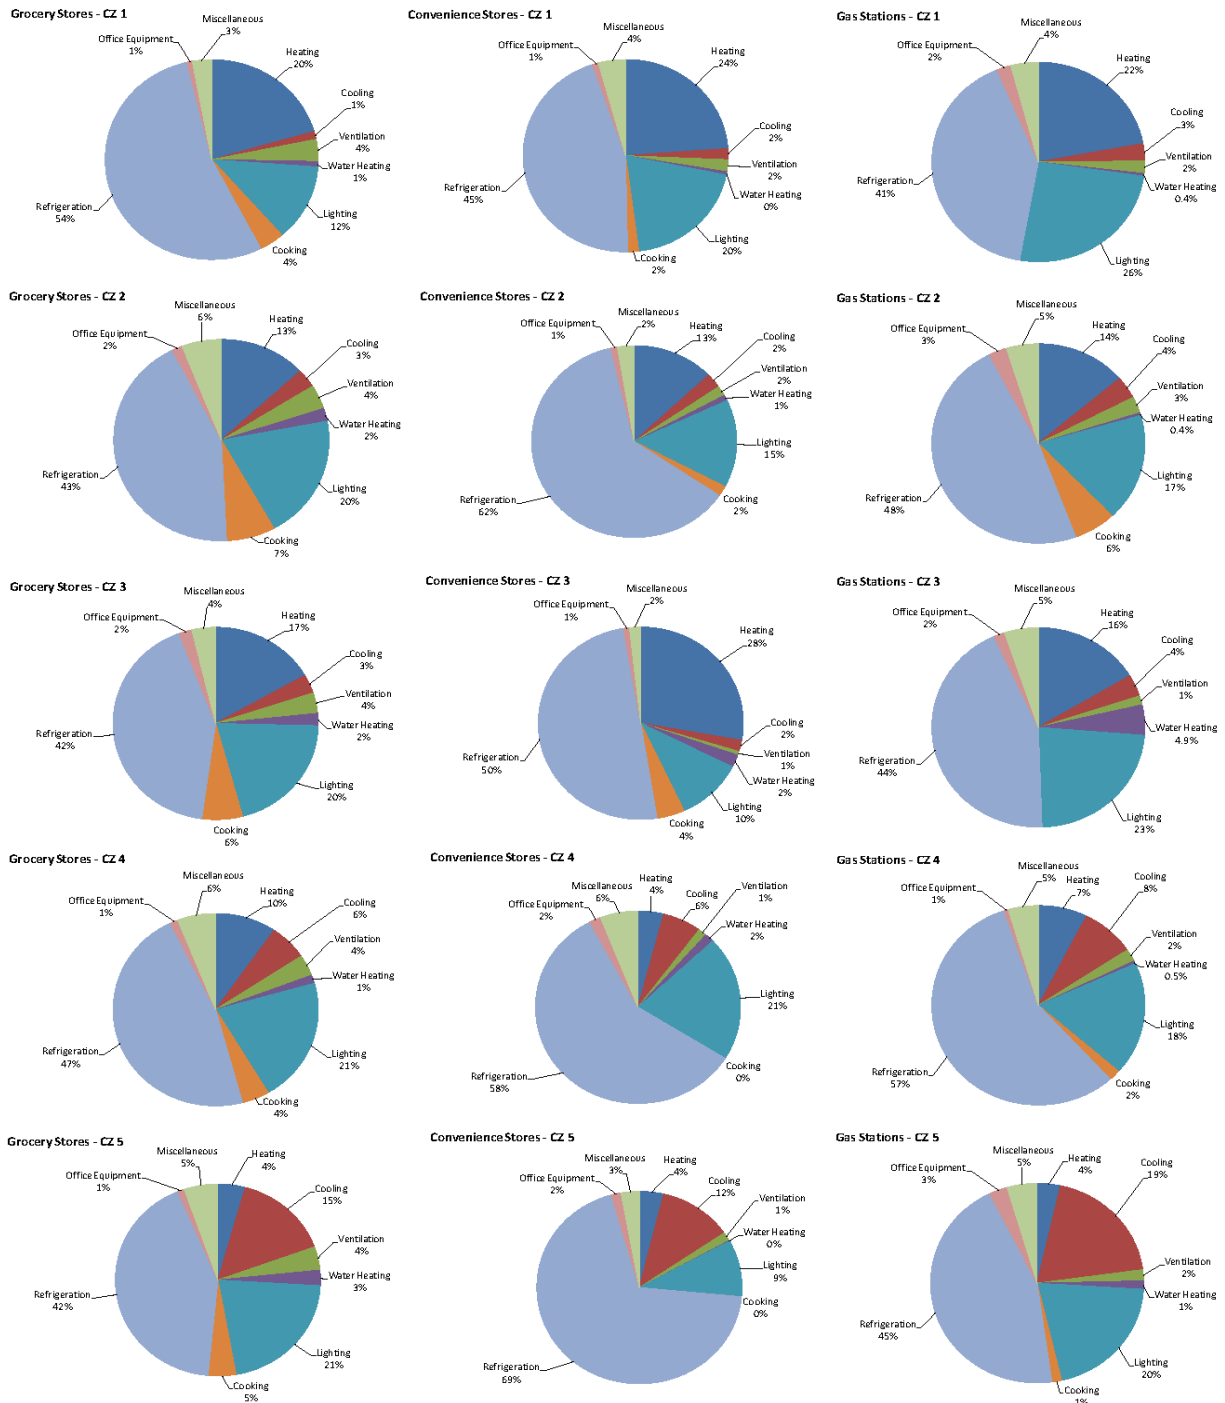 Grocery Stores - CZ 1
Miscellaneous
3%
Office Equipment
1%
Heating
20%
Cooling
1%
Ventilation
4%
Water Heating
1%
Lighting
12%
Cooking
4%
Refrigeration
54%
Convenience Stores - CZ 1
Miscellaneous
4%
Office Equipment
1%
Heating
24%
Cooling
2%
Ventilation
2%
Water Heating
0%
Lighting
20%
Cooking
2%
Refrigeration
45%
Gas Stations - CZ 1
Miscellaneous
4%
Office Equipment
2%
Heating
22%
Cooling
3%
Ventilation
2%
Water Heating
0.4%
Lighting
26%
Refrigeration
41%
Grocery Stores - CZ 2
Miscellaneous
6%
Office Equipment
2%
Heating
13%
Cooling
3%
Ventilation
4%
Water Heating
2%
Lighting
20%
Cooking
7%
Refrigeration
43%
Convenience Stores - CZ 2
Miscellaneous
2%
Office Equipment
1%
Heating
13%
Cooling
2%
Ventilation
2%
Water Heating
1%
Lighting
15%
Cooking
2%
Refrigeration
62%
Gas Stations - CZ 2
Miscellaneous
5%
Office Equipment
3%
Heating
14%
Cooling
4%
Ventilation
3%
Water Heating
0.4%
Lighting
17%
Cooking
6%
Refrigeration
48%
Grocery Stores - CZ 3
Miscellaneous
4%
Office Equipment
2%
Heating
17%
Cooling
3%
Ventilation
4%
Water Heating
2%
Lighting
20%
Cooking
6%
Refrigeration
42%
Convenience Stores - CZ 3
Miscellaneous
2%
Office Equipment
1%
Heating
28%
Cooling
2%
Ventilation
1%
Water Heating
2%
Lighting
10%
Cooking
4%
Refrigeration
50%
Gas Stations - CZ 3
Miscellaneous
5%
Office Equipment
2%
Heating
16%
Cooling
4%
Ventilation
1%
Water Heating
4.9%
Lighting
23%
Refrigeration
44%
Grocery Stores - CZ 4
Miscellaneous
6%
Office Equipment
1%
Heating
10%
Cooling
6%
Ventilation
4%
Water Heating
1%
Lighting
21%
Cooking
4%
Refrigeration
47%
Convenience Stores - CZ 4
Miscellaneous
6%
Office Equipment
2%
Heating
4%
Cooling
6%
Ventilation
1%
Water Heating
2%
Lighting
21%
Cooking
0%
Refrigeration
58%
Gas Stations - CZ 4
Miscellaneous
5%
Office Equipment
1%
Heating
7%
Cooling
8%
Ventilation
2%
Water Heating
0.5%
Lighting
18%
Cooking
2%
Refrigeration
57%
Grocery Stores - CZ 5
Miscellaneous
5%
Office Equipment
1%
Heating
4%
Cooling
15%
Ventilation
4%
Water Heating
3%
Lighting
21%
Cooking
5%
Refrigeration
42%
Convenience Stores - CZ 5
Miscellaneous
3%
Office Equipment
2%
Heating
4%
Cooling
12%
Ventilation
1%
Water Heating
0%
Lighting
9%
Cooking
0%
Refrigeration
69%
Gas Stations - CZ 5
Miscellaneous
5%
Office Equipment
3%
Heating
4%
Cooling
19%
Ventilation
2%
Water Heating
1%
Lighting
20%
Cooking
1%
Refrigeration
45%